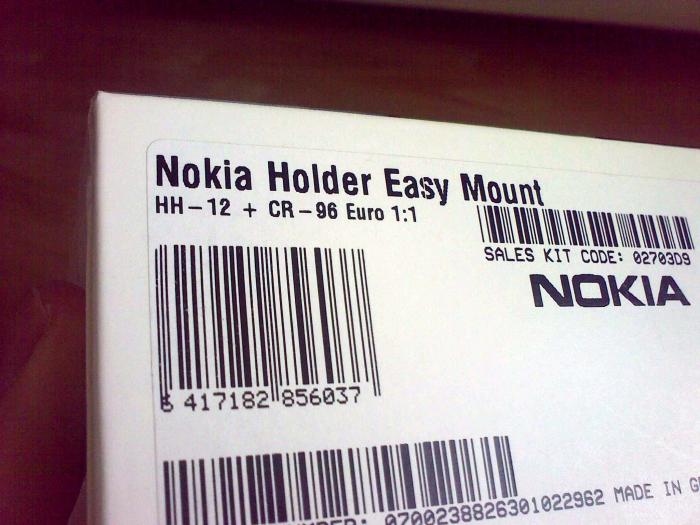 Nokia Holder Easy Mount
HH-12 + CR-96 Euro 1:1
SALES KIT CODE: 02703D9
NOKIA
6 417182 856037
07002388826301022962 MADE IN